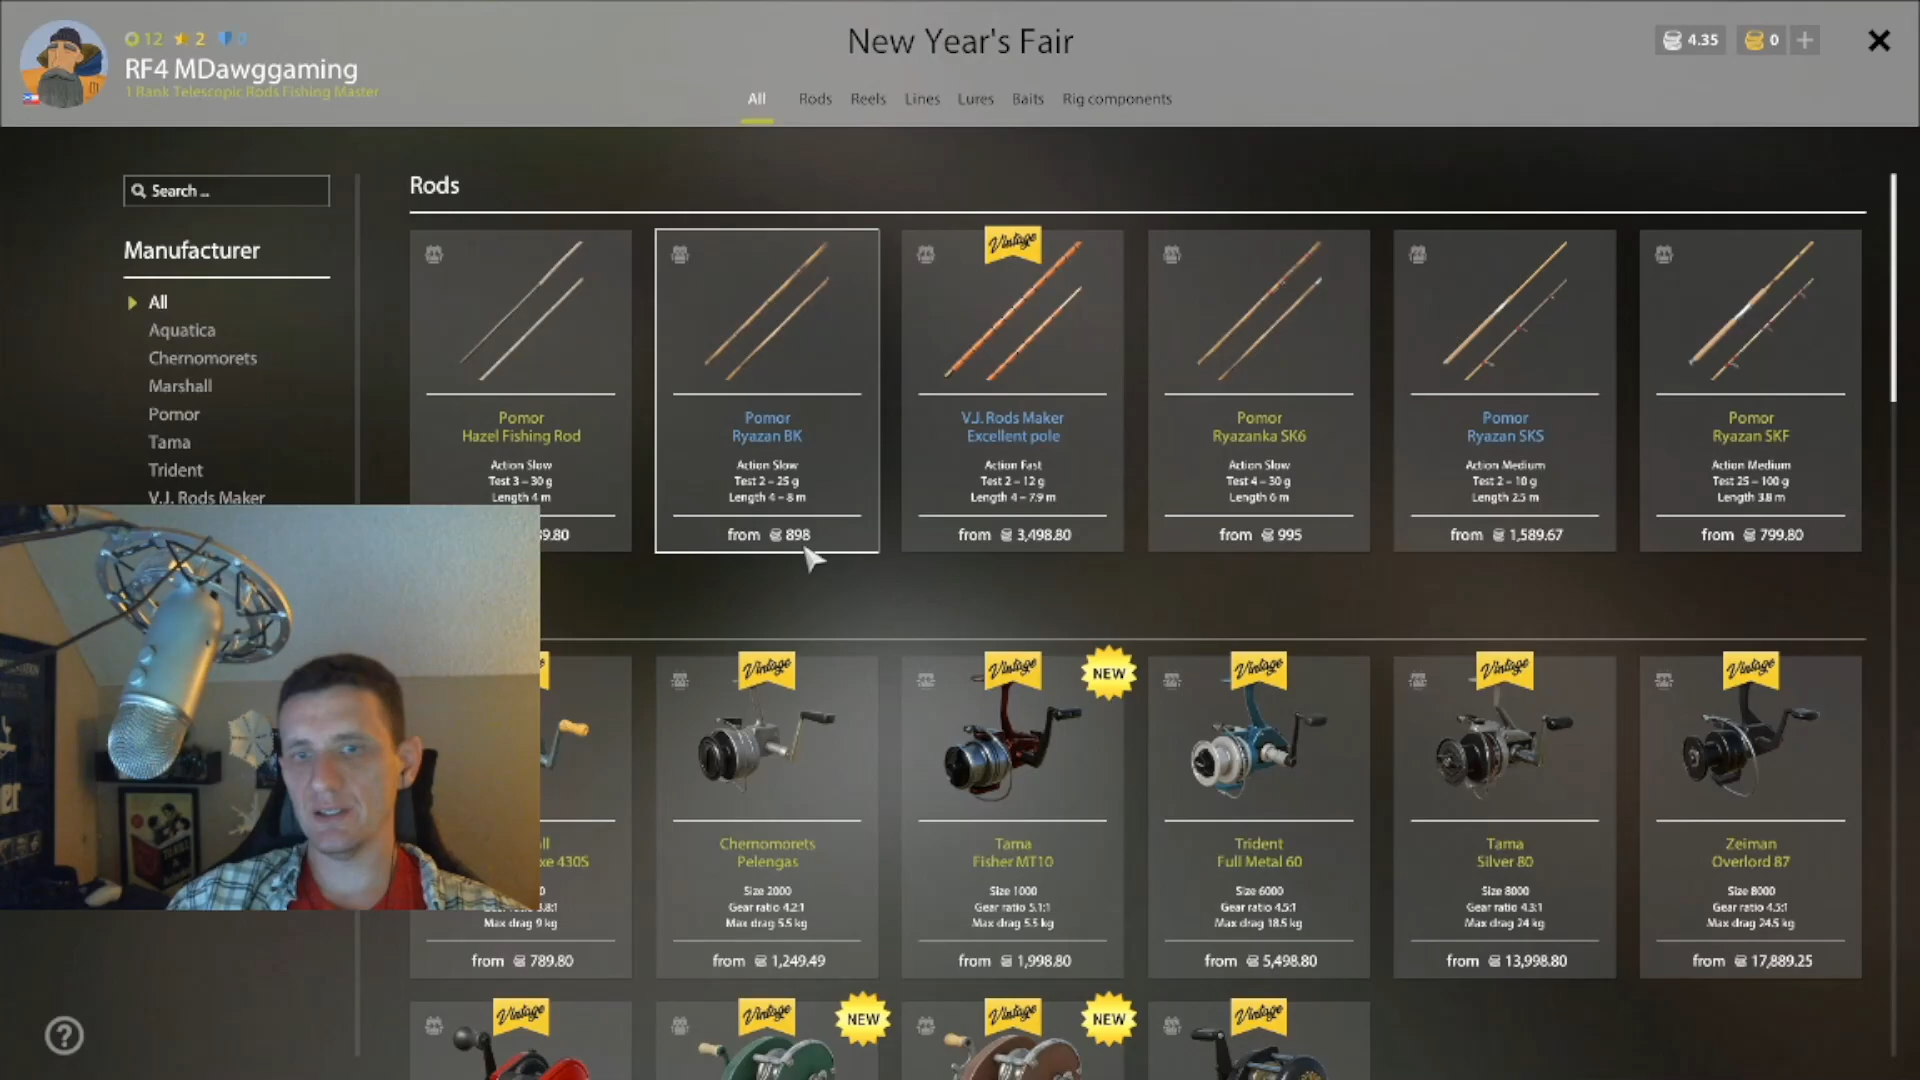 12 2 0
RF4 MDawggaming
1 Rank Telescopic Rods Fishing Master
New Year's Fair
4.35 0
All Rods Reels Lines Lures Baits Rig components
Search ...
Manufacturer
All
Aquatica
Chernomorets
Marshall
Pomor
Tama
Trident
V.J. Rods Maker
Rods
Pomor
Hazel Fishing Rod
Action Slow
Test 3 – 30 g
Length 4 m
9.80
Pomor
Ryazan BK
Action Slow
Test 2 – 25 g
Length 4 – 8 m
from 898
Vintage
V.J. Rods Maker
Excellent pole
Action Fast
Test 2 – 12 g
Length 4 – 7.9 m
from 3,498.80
Pomor
Ryazanka SK6
Action Slow
Test 4 – 30 g
Length 6 m
from 995
Pomor
Ryazan SKS
Action Medium
Test 2 – 10 g
Length 2.5 m
from 1,589.67
Pomor
Ryazan SKF
Action Medium
Test 25 – 100 g
Length 3.8 m
from 799.80
430S
Max drag 9 kg
from 789.80
Vintage
Chernomorets
Pelengas
Size 2000
Gear ratio 4.2:1
Max drag 5.5 kg
from 1,249.49
Vintage
NEW
Tama
Fisher MT10
Size 1000
Gear ratio 5.1:1
Max drag 5.5 kg
from 1,998.80
Vintage
Trident
Full Metal 60
Size 6000
Gear ratio 4.5:1
Max drag 18.5 kg
from 5,498.80
Vintage
Tama
Silver 80
Size 8000
Gear ratio 4.3:1
Max drag 24 kg
from 13,998.80
Vintage
Zeiman
Overlord 87
Size 8000
Gear ratio 4.5:1
Max drag 24.5 kg
from 17,889.25
Vintage
Vintage
NEW
Vintage
NEW
Vintage
?